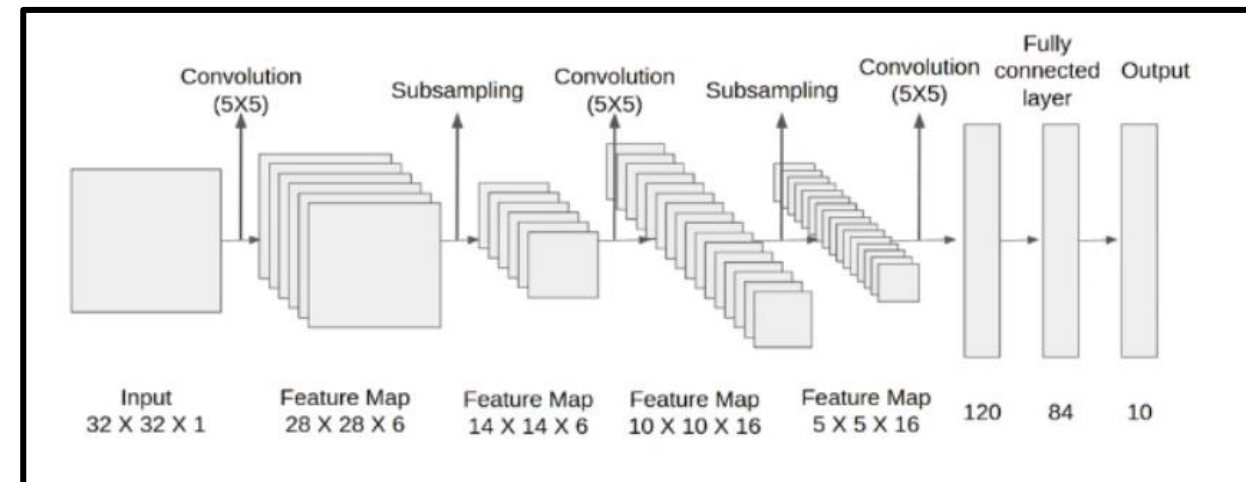 Convolution
(5X5)
Subsampling
Convolution
(5X5)
Subsampling
Convolution
(5X5)
Fully
connected
layer
Output
Input
32 X 32 X 1
Feature Map
28 X 28 X 6
Feature Map
14 X 14 X 6
Feature Map
10 X 10 X 16
Feature Map
5 X 5 X 16
120
84
10